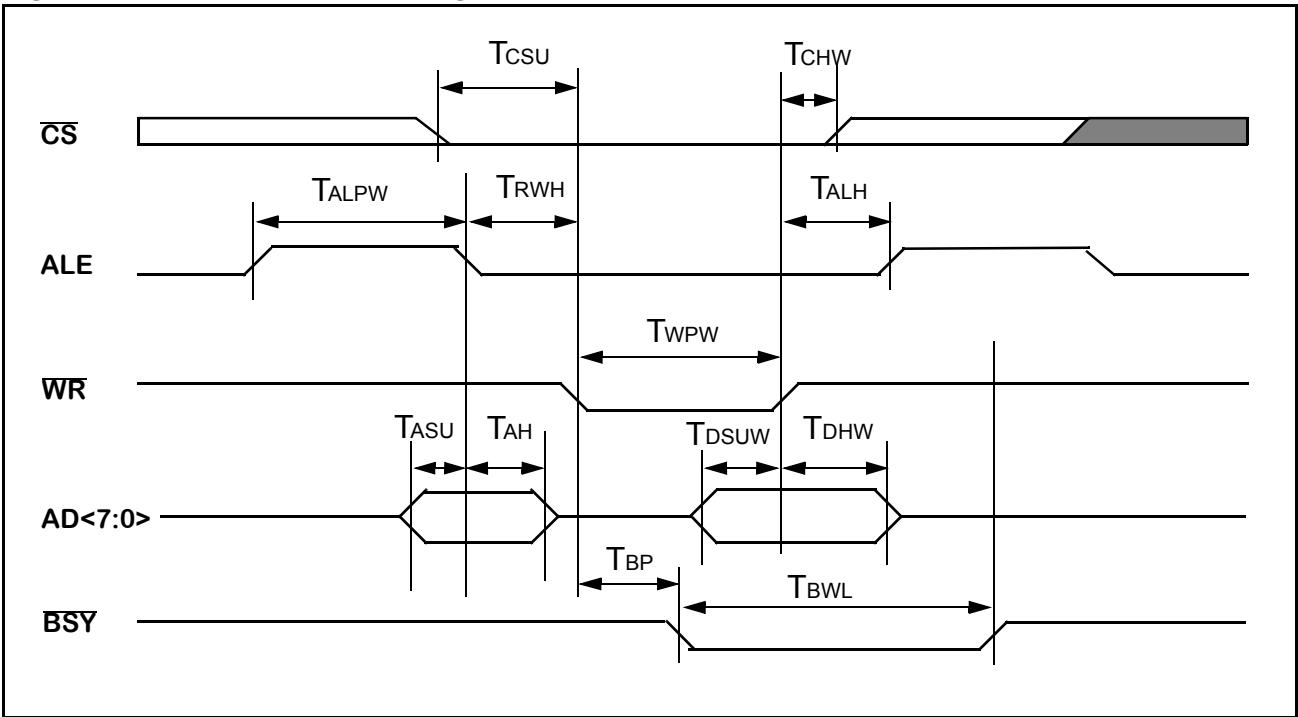 TCSU
TCHW
CS
TALPW
TRWH
TALH
ALE
TWPW
WR
TASU
TAH
TDSUW
TDHW
AD<7:0>
TBP
TBWL
BSY